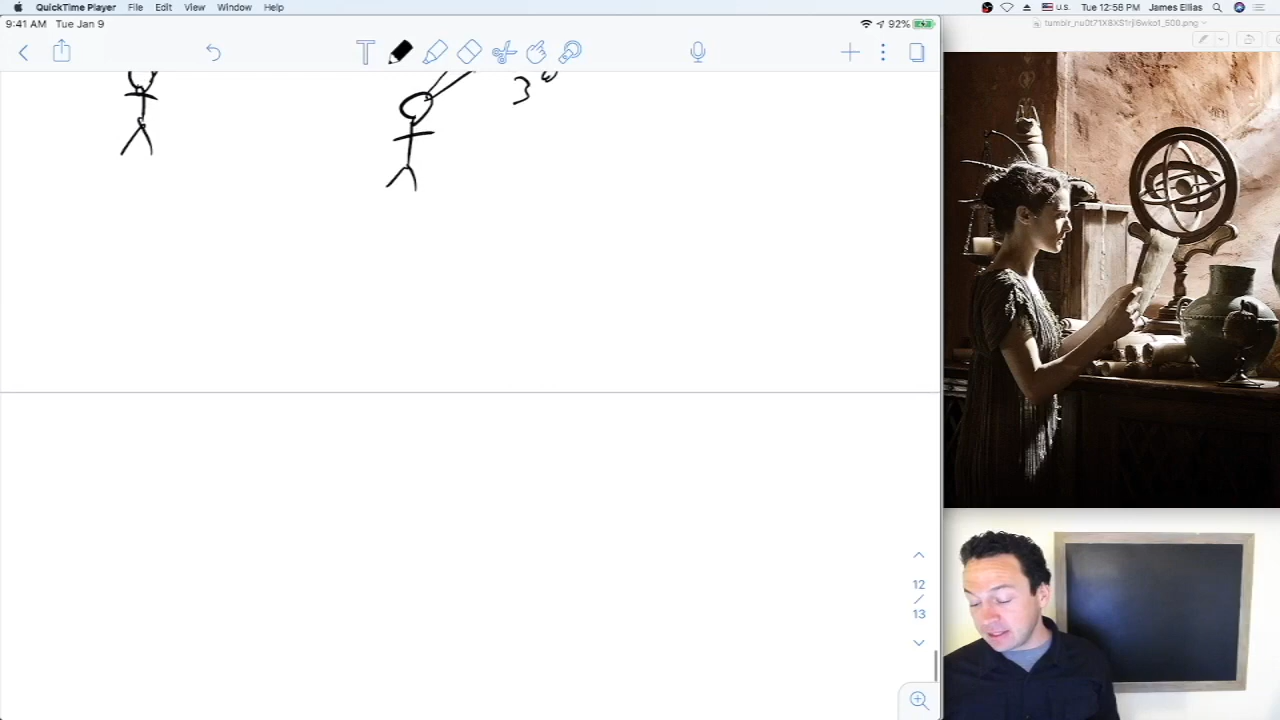 QuickTime Player File Edit View Window Help
U.S. Tue 12:58 PM James Ellias
9:41 AM Tue Jan 9
92%
T
3
12
/
13